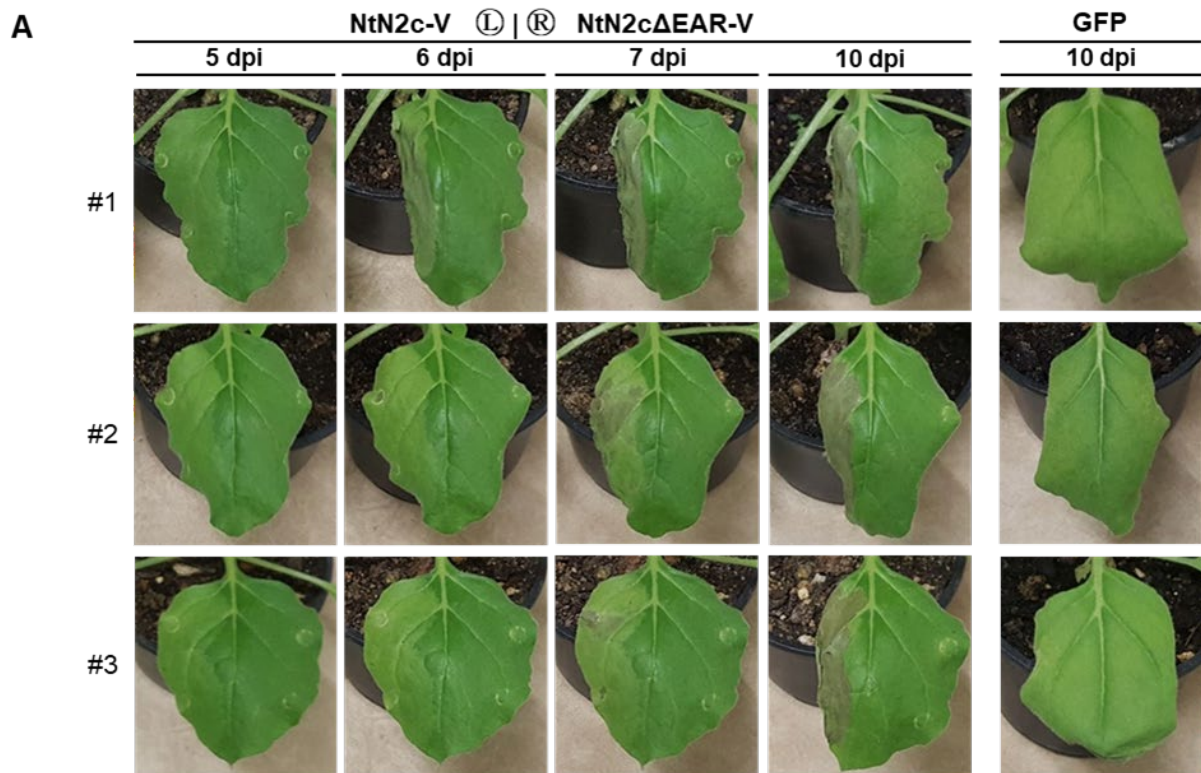 A
NtN2c-V Ⓛ | Ⓡ NtN2cΔEAR-V GFP
5 dpi 6 dpi 7 dpi 10 dpi 10 dpi
#1
#2
#3